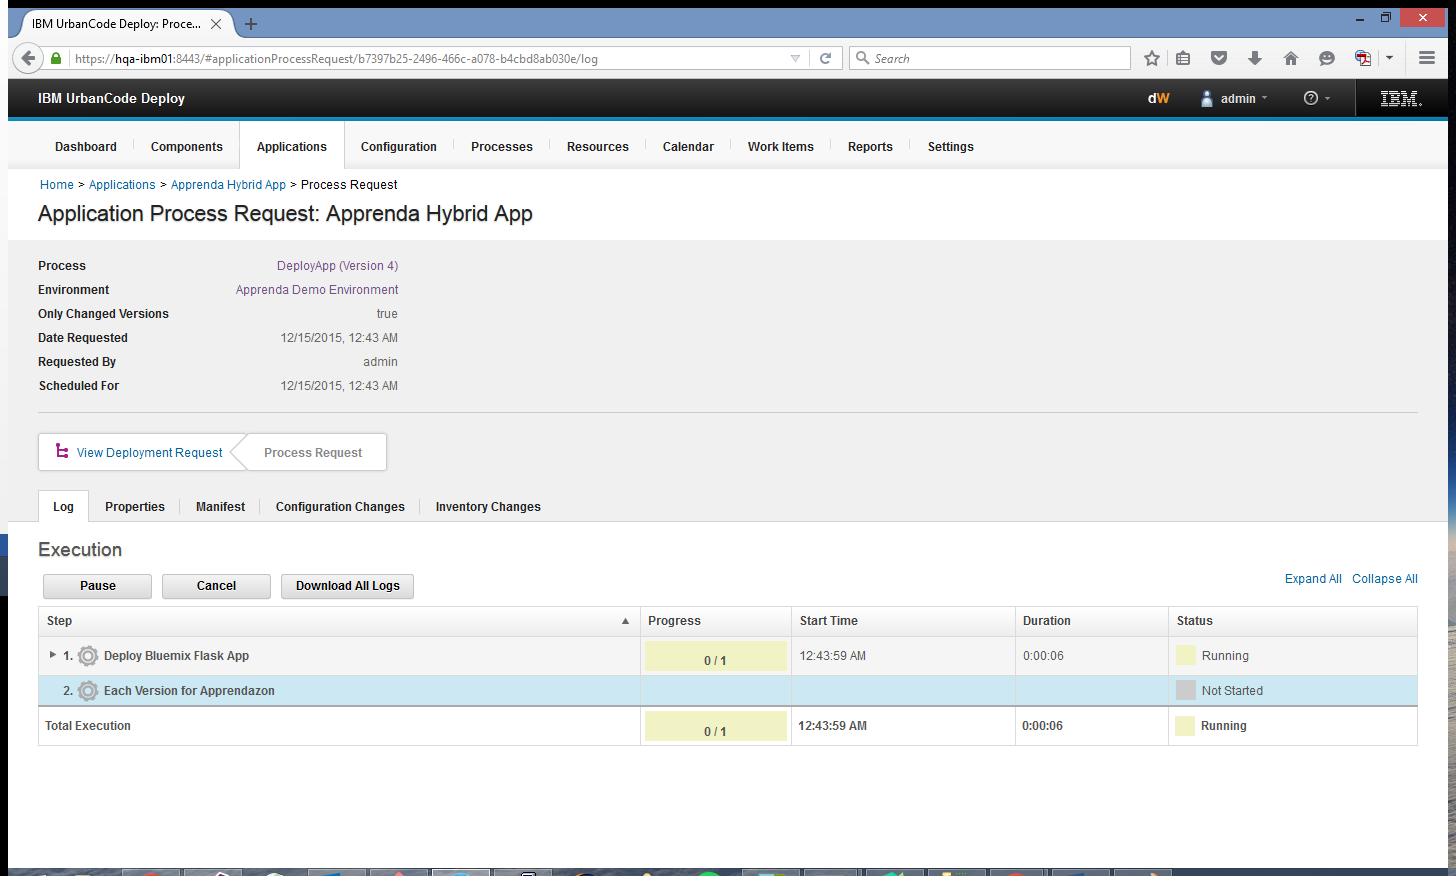 IBM UrbanCode Deploy: Proce...
https://hqa-ibm01:8443/#applicationProcessRequest/b7397b25-2496-466c-a078-b4cbd8ab030e/log
Search
IBM UrbanCode Deploy
dW
admin
IBM
Dashboard
Components
Applications
Configuration
Processes
Resources
Calendar
Work Items
Reports
Settings
Home > Applications > Apprenda Hybrid App > Process Request
Application Process Request: Apprenda Hybrid App
Process DeployApp (Version 4)
Environment Apprenda Demo Environment
Only Changed Versions true
Date Requested 12/15/2015, 12:43 AM
Requested By admin
Scheduled For 12/15/2015, 12:43 AM
View Deployment Request
Process Request
Log
Properties
Manifest
Configuration Changes
Inventory Changes
Execution
Pause
Cancel
Download All Logs
Expand All
Collapse All
Step Progress Start Time Duration Status
1. Deploy Bluemix Flask App 0 / 1 12:43:59 AM 0:00:06 Running
2. Each Version for Apprendazon Not Started
Total Execution 0 / 1 12:43:59 AM 0:00:06 Running